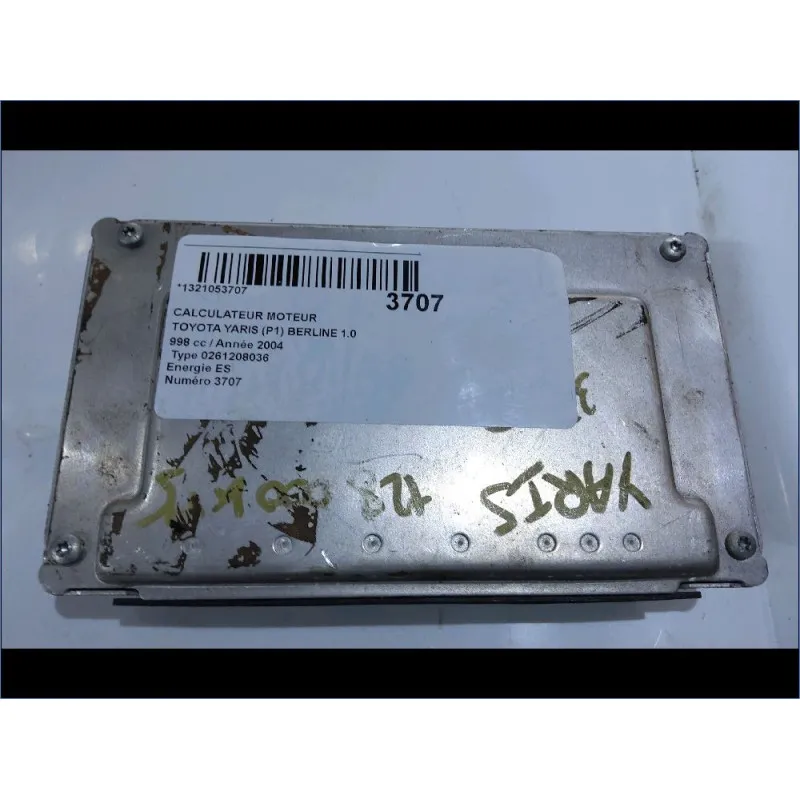 *1321053707
3707
CALCULATEUR MOTEUR
TOYOTA YARIS (P1) BERLINE 1.0
998 cc / Année 2004
Type 0261208036
Energie ES
Numéro 3707
YARIS